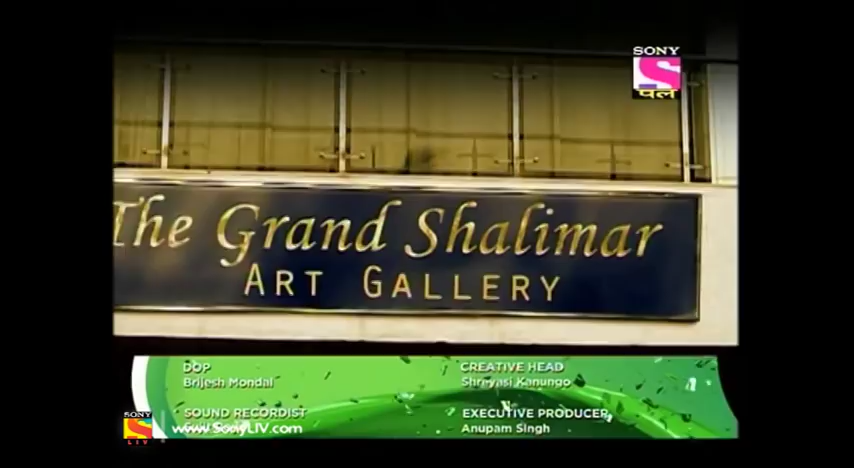 SONY
S
पल
The Grand Shalimar
ART GALLERY
DOP
Brijesh Mondal
CREATIVE HEAD
Shreyasi Kanungo
SOUND RECORDIST
EXECUTIVE PRODUCER
Anupam Singh
SONY
S
LIV
www.SonyLIV.com